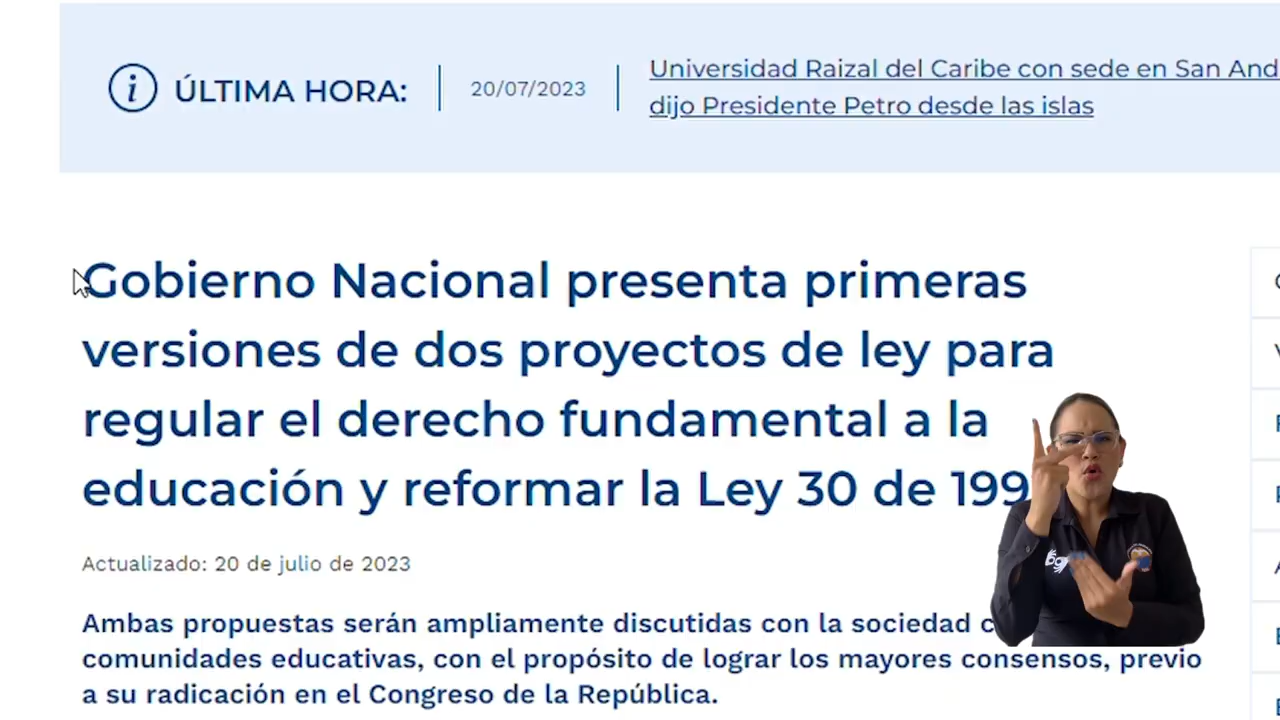 ÚLTIMA HORA:
20/07/2023
Universidad Raizal del Caribe con sede en San And
dijo Presidente Petro desde las islas
Gobierno Nacional presenta primeras
versiones de dos proyectos de ley para
regular el derecho fundamental a la
educación y reformar la Ley 30 de 199
Actualizado: 20 de julio de 2023
Ambas propuestas serán ampliamente discutidas con la sociedad c
comunidades educativas, con el propósito de lograr los mayores consensos, previo
a su radicación en el Congreso de la República.